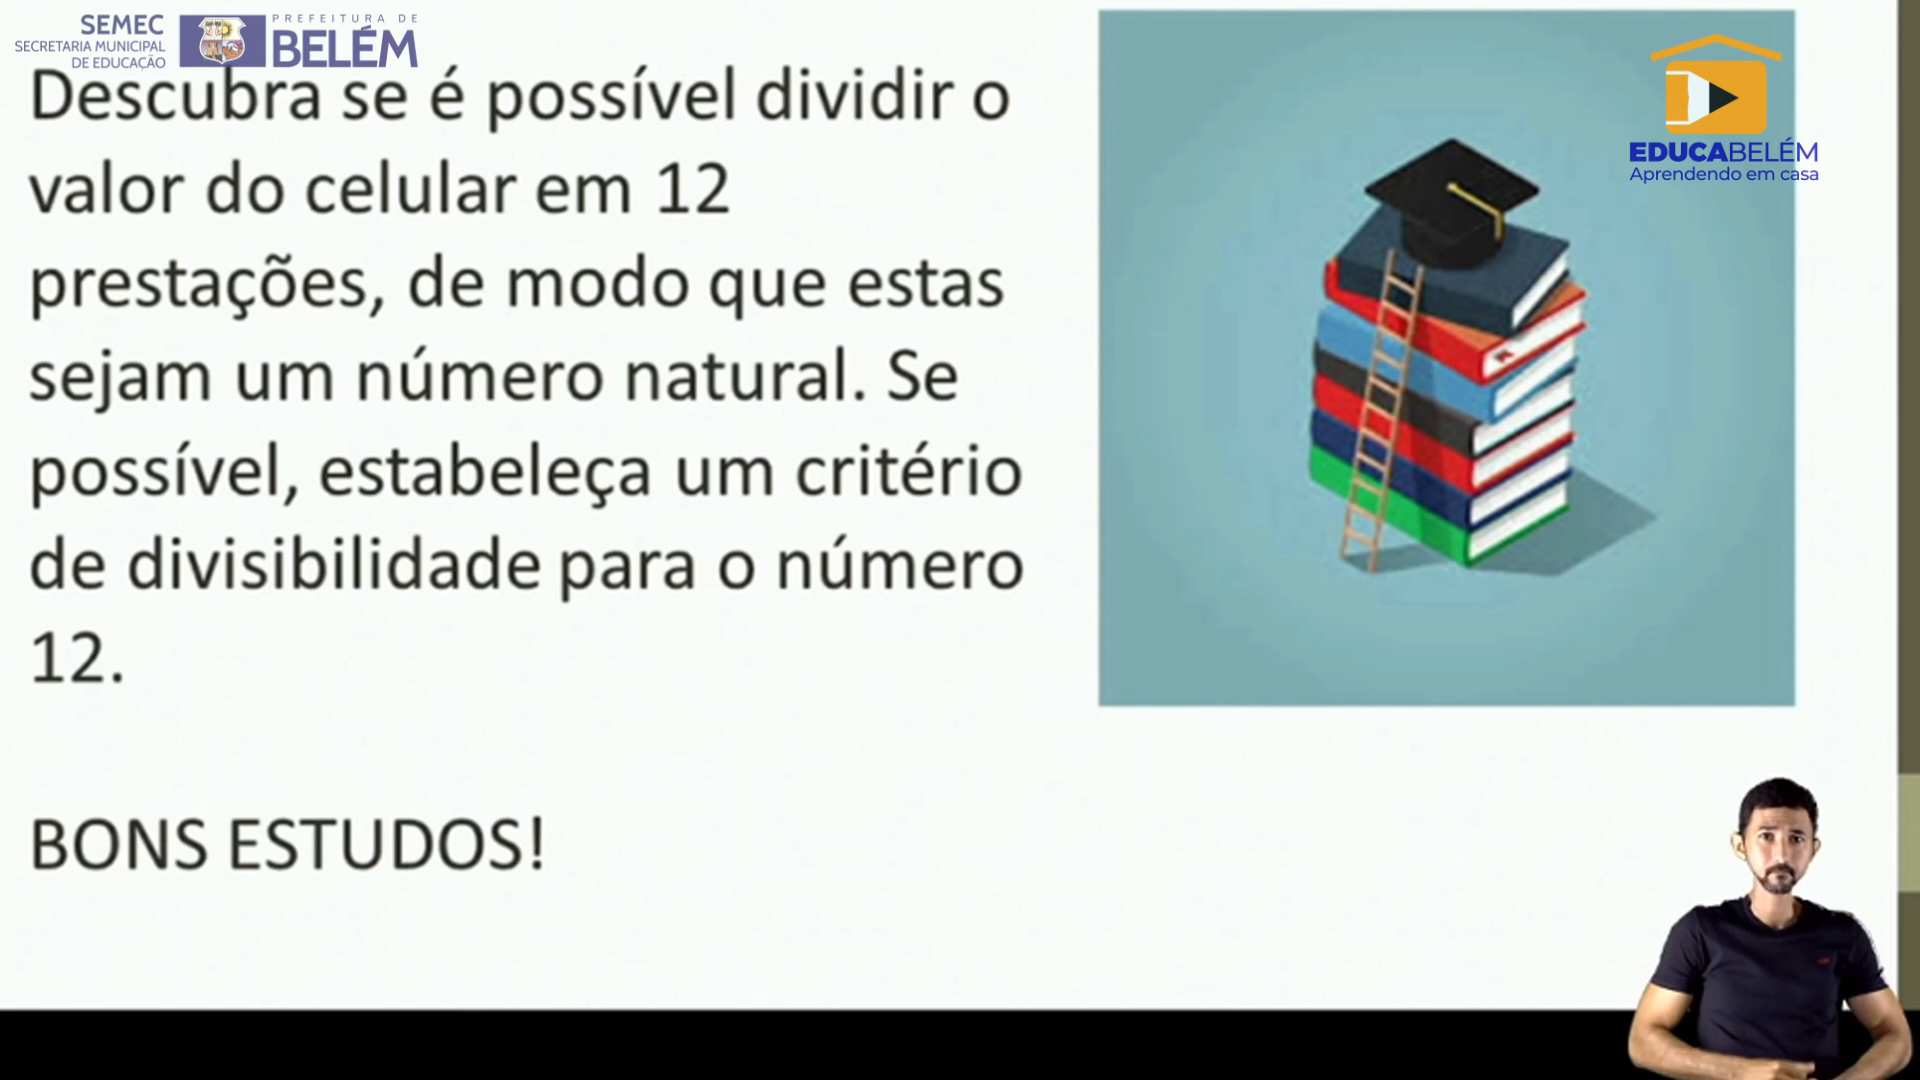 SEMEC
SECRETARIA MUNICIPAL
DE EDUCAÇÃO
PREFEITURA DE
BELÉM
EDUCABELÉM
Aprendendo em casa
Descubra se é possível dividir o
valor do celular em 12
prestações, de modo que estas
sejam um número natural. Se
possível, estabeleça um critério
de divisibilidade para o número
12.
BONS ESTUDOS!